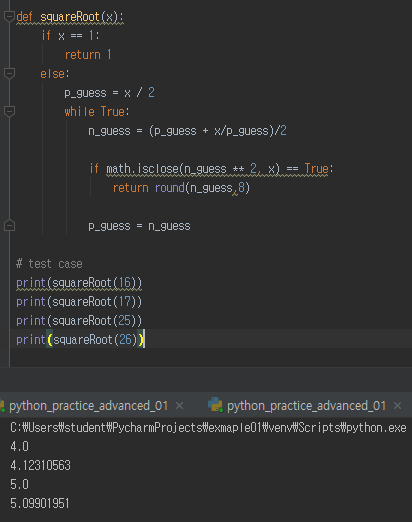 def squareRoot(x):
    if x == 1:
        return 1
    else:
        p_guess = x / 2
        while True:
            n_guess = (p_guess + x/p_guess)/2
            if math.isclose(n_guess ** 2, x) == True:
                return round(n_guess,8)
            p_guess = n_guess
# test case
print(squareRoot(16))
print(squareRoot(17))
print(squareRoot(25))
print(squareRoot(26))
python_practice_advanced_01 × python_practice_advanced_01 ×
C:₩Users₩student₩PycharmProjects₩exmaple01₩venv₩Scripts₩python.exe
4.0
4.12310563
5.0
5.09901951